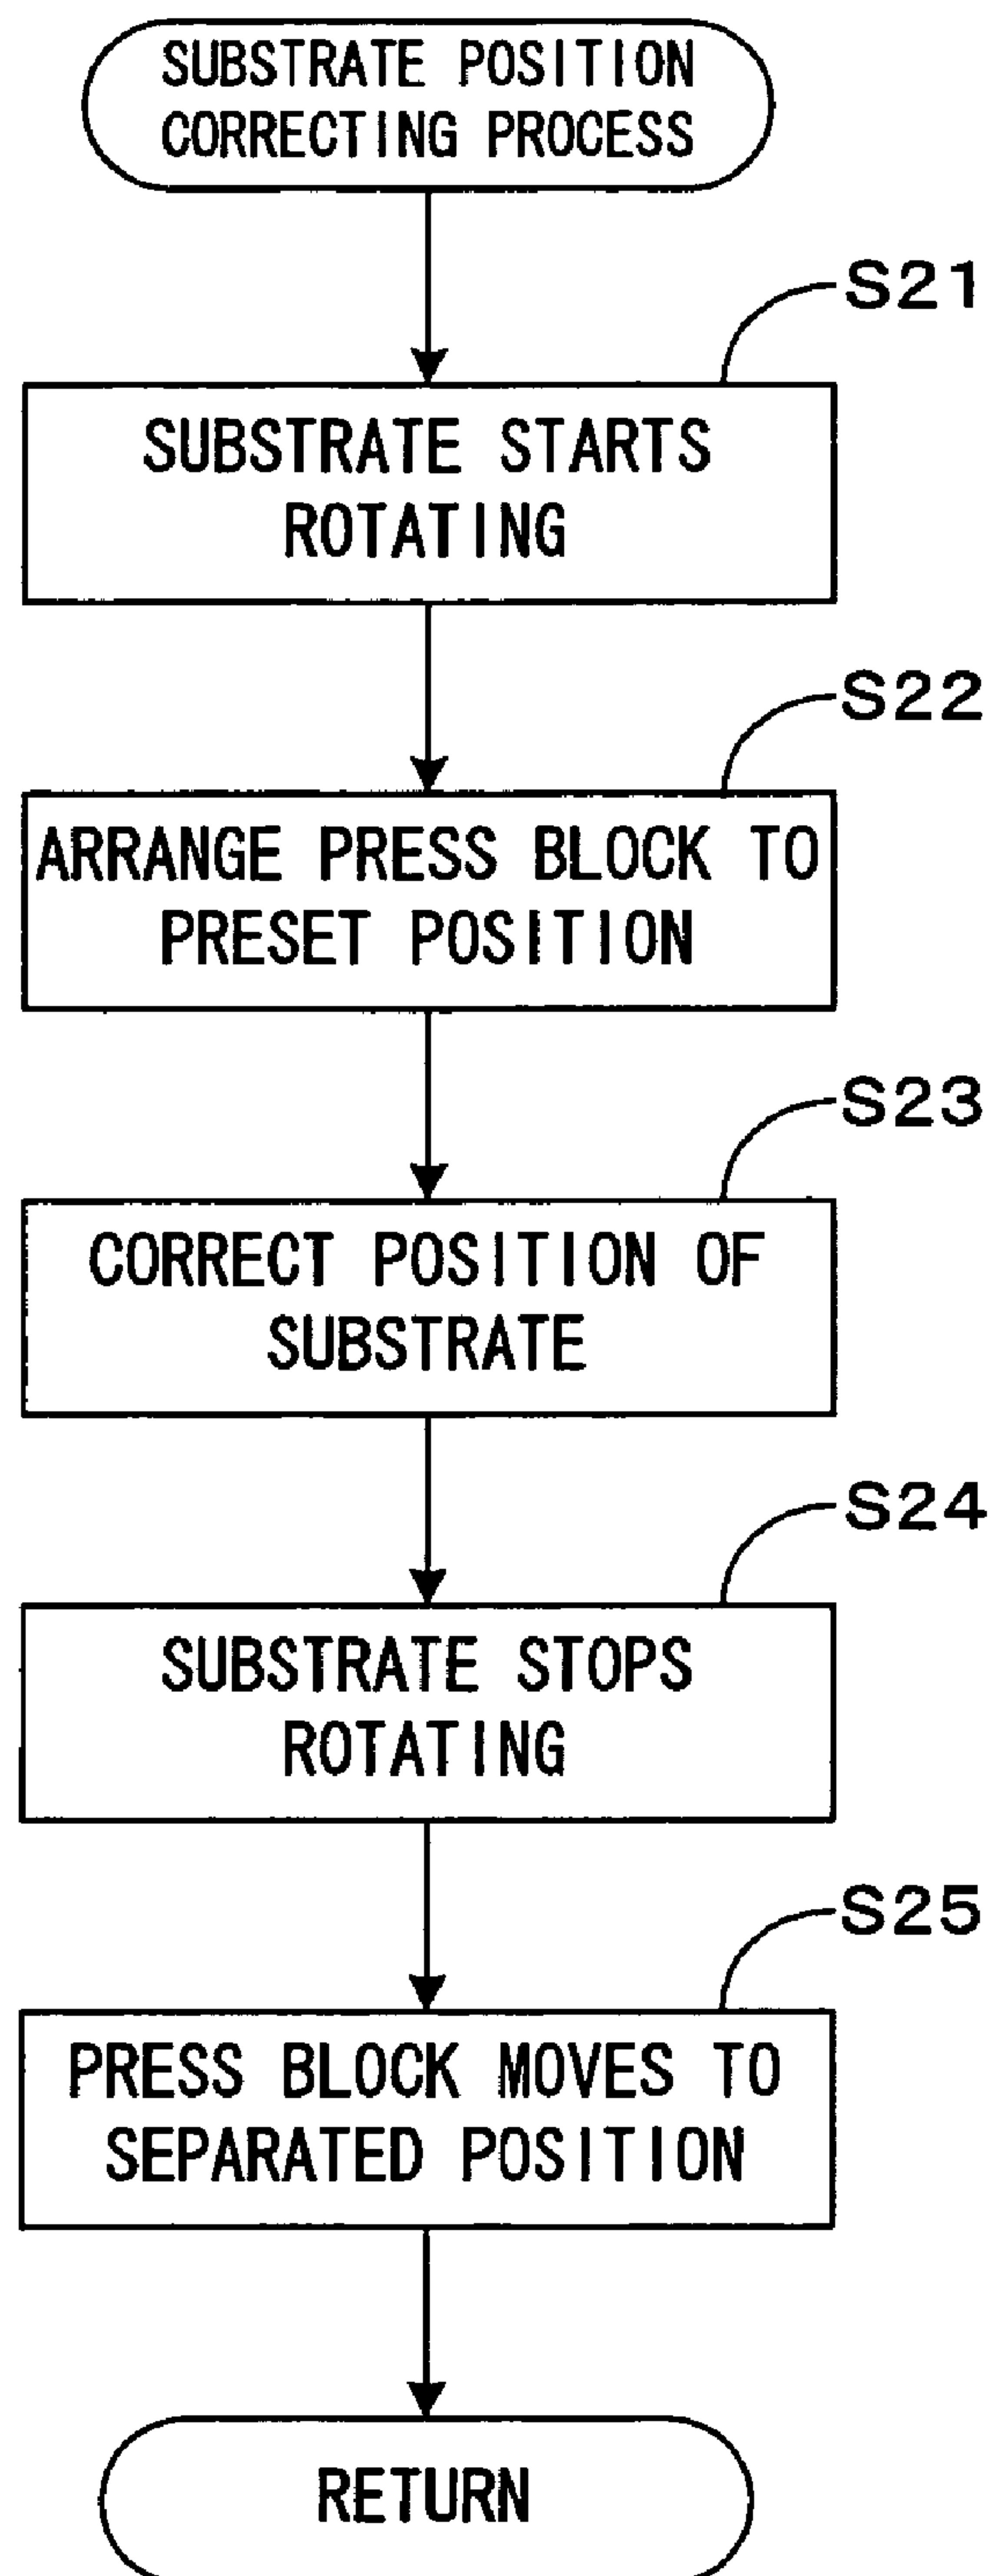 SUBSTRATE POSITION
CORRECTING PROCESS
S21
SUBSTRATE STARTS
ROTATING
S22
ARRANGE PRESS BLOCK TO
PRESET POSITION
S23
CORRECT POSITION OF
SUBSTRATE
S24
SUBSTRATE STOPS
ROTATING
S25
PRESS BLOCK MOVES TO
SEPARATED POSITION
RETURN